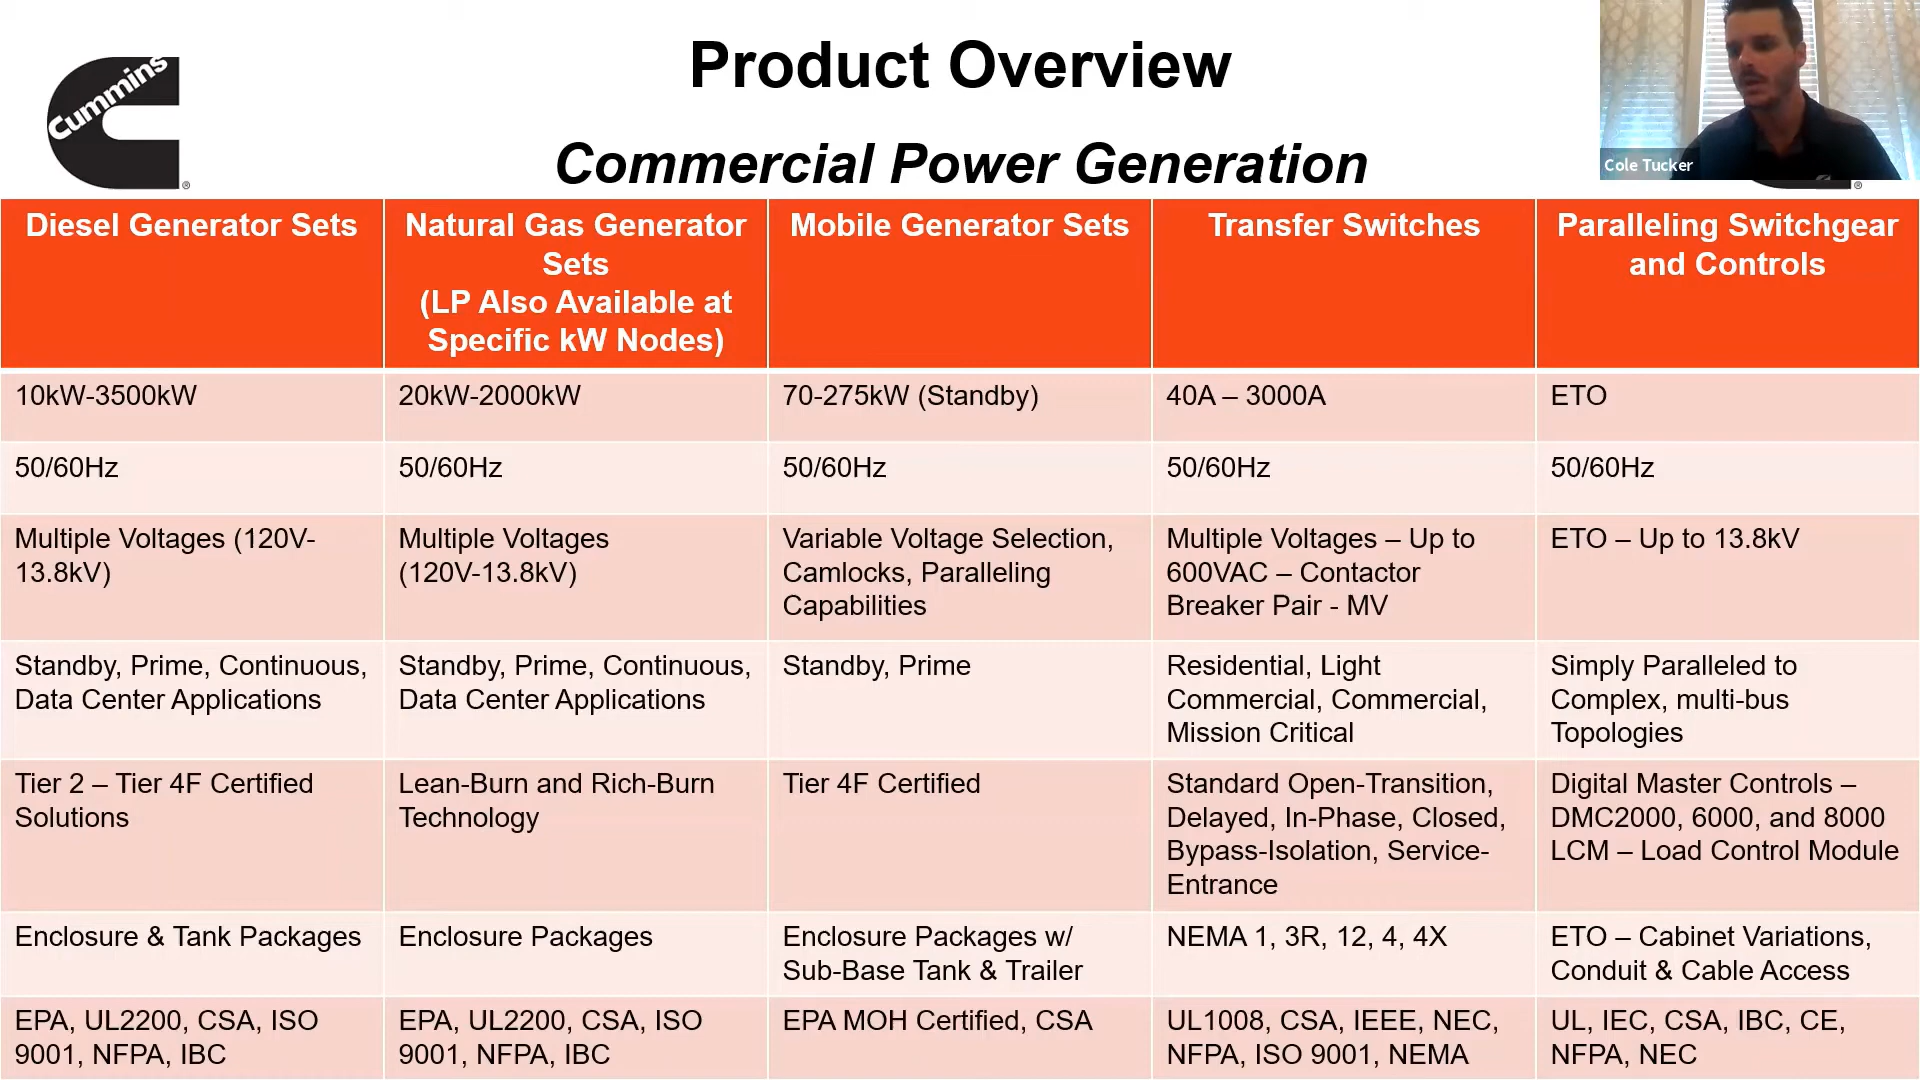 Cummins
®
Product Overview
Commercial Power Generation
Cole Tucker
®
Diesel Generator Sets
Natural Gas Generator
Sets
(LP Also Available at
Specific kW Nodes)
Mobile Generator Sets
Transfer Switches
Paralleling Switchgear
and Controls
10kW-3500kW
20kW-2000kW
70-275kW (Standby)
40A – 3000A
ETO
50/60Hz
50/60Hz
50/60Hz
50/60Hz
50/60Hz
Multiple Voltages (120V-
13.8kV)
Multiple Voltages
(120V-13.8kV)
Variable Voltage Selection,
Camlocks, Paralleling
Capabilities
Multiple Voltages – Up to
600VAC – Contactor
Breaker Pair - MV
ETO – Up to 13.8kV
Standby, Prime, Continuous,
Data Center Applications
Standby, Prime, Continuous,
Data Center Applications
Standby, Prime
Residential, Light
Commercial, Commercial,
Mission Critical
Simply Paralleled to
Complex, multi-bus
Topologies
Tier 2 – Tier 4F Certified
Solutions
Lean-Burn and Rich-Burn
Technology
Tier 4F Certified
Standard Open-Transition,
Delayed, In-Phase, Closed,
Bypass-Isolation, Service-
Entrance
Digital Master Controls –
DMC2000, 6000, and 8000
LCM – Load Control Module
Enclosure & Tank Packages
Enclosure Packages
Enclosure Packages w/
Sub-Base Tank & Trailer
NEMA 1, 3R, 12, 4, 4X
ETO – Cabinet Variations,
Conduit & Cable Access
EPA, UL2200, CSA, ISO
9001, NFPA, IBC
EPA, UL2200, CSA, ISO
9001, NFPA, IBC
EPA MOH Certified, CSA
UL1008, CSA, IEEE, NEC,
NFPA, ISO 9001, NEMA
UL, IEC, CSA, IBC, CE,
NFPA, NEC